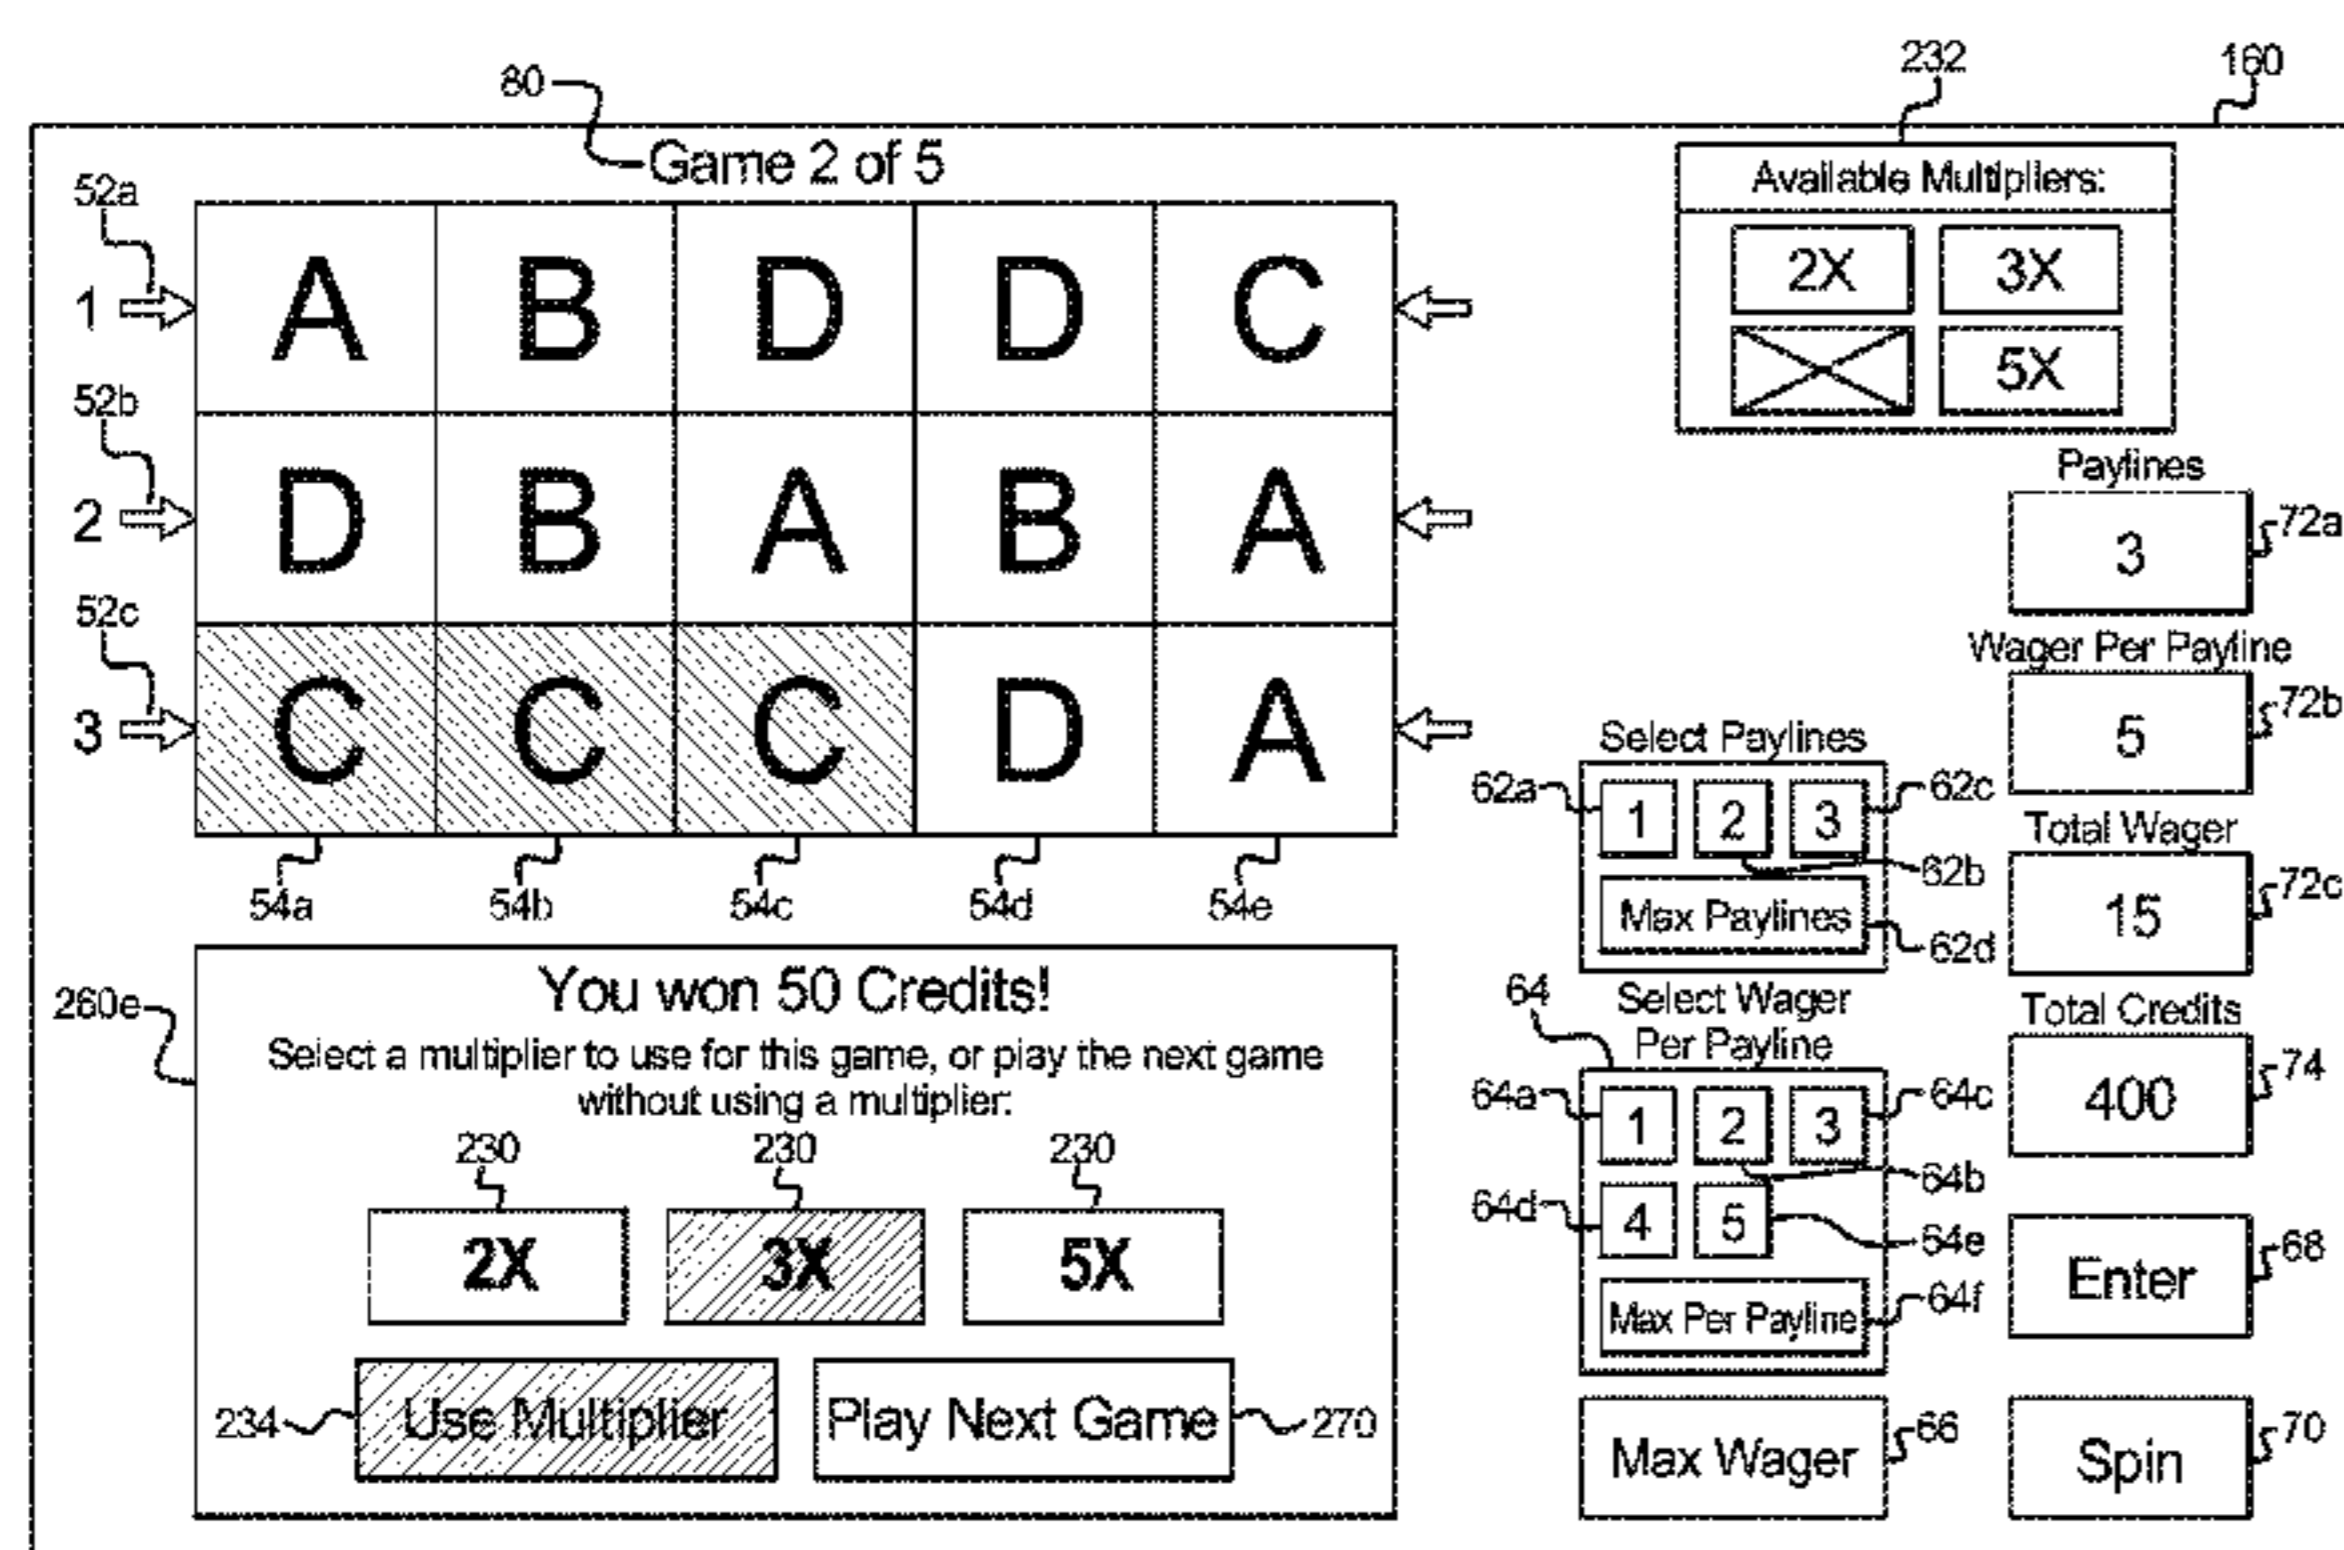 232
160
80
Game 2 of 5
Available Multipliers:
52a
1 A B D D C
2X 3X
5X
52b
2 D B A B A
Paylines
3
72a
52c
3 C C C D A
Wager Per Payline
5
72b
54a 54b 54c 54d 54e
Select Paylines
62a 1 2 3 62c
62b
Max Paylines
62d
Total Wager
15
72c
260e
You won 50 Credits!
Select a multiplier to use for this game, or play the next game
without using a multiplier:
230 230 230
2X 3X 5X
234 Use Multiplier Play Next Game 270
64
Select Wager
Per Payline
64a 1 2 3 64c
64b
64d 4 5 64e
Max Per Payline 64f
Max Wager 66
Total Credits
400
74
Enter 68
Spin 70